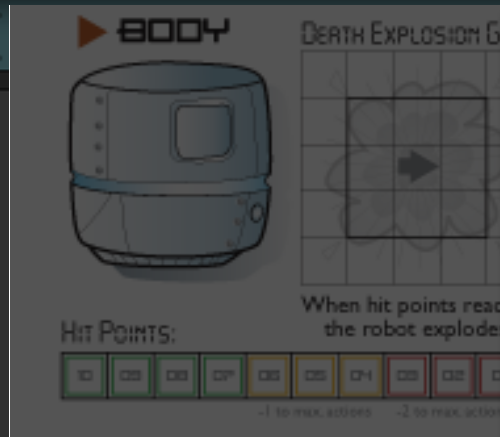 BODY
DEATH EXPLOSION G
When hit points reac
the robot explode
HIT POINTS:
10 09 08 07 06 05 04 03 02
-1 to max. actions -2 to max. action